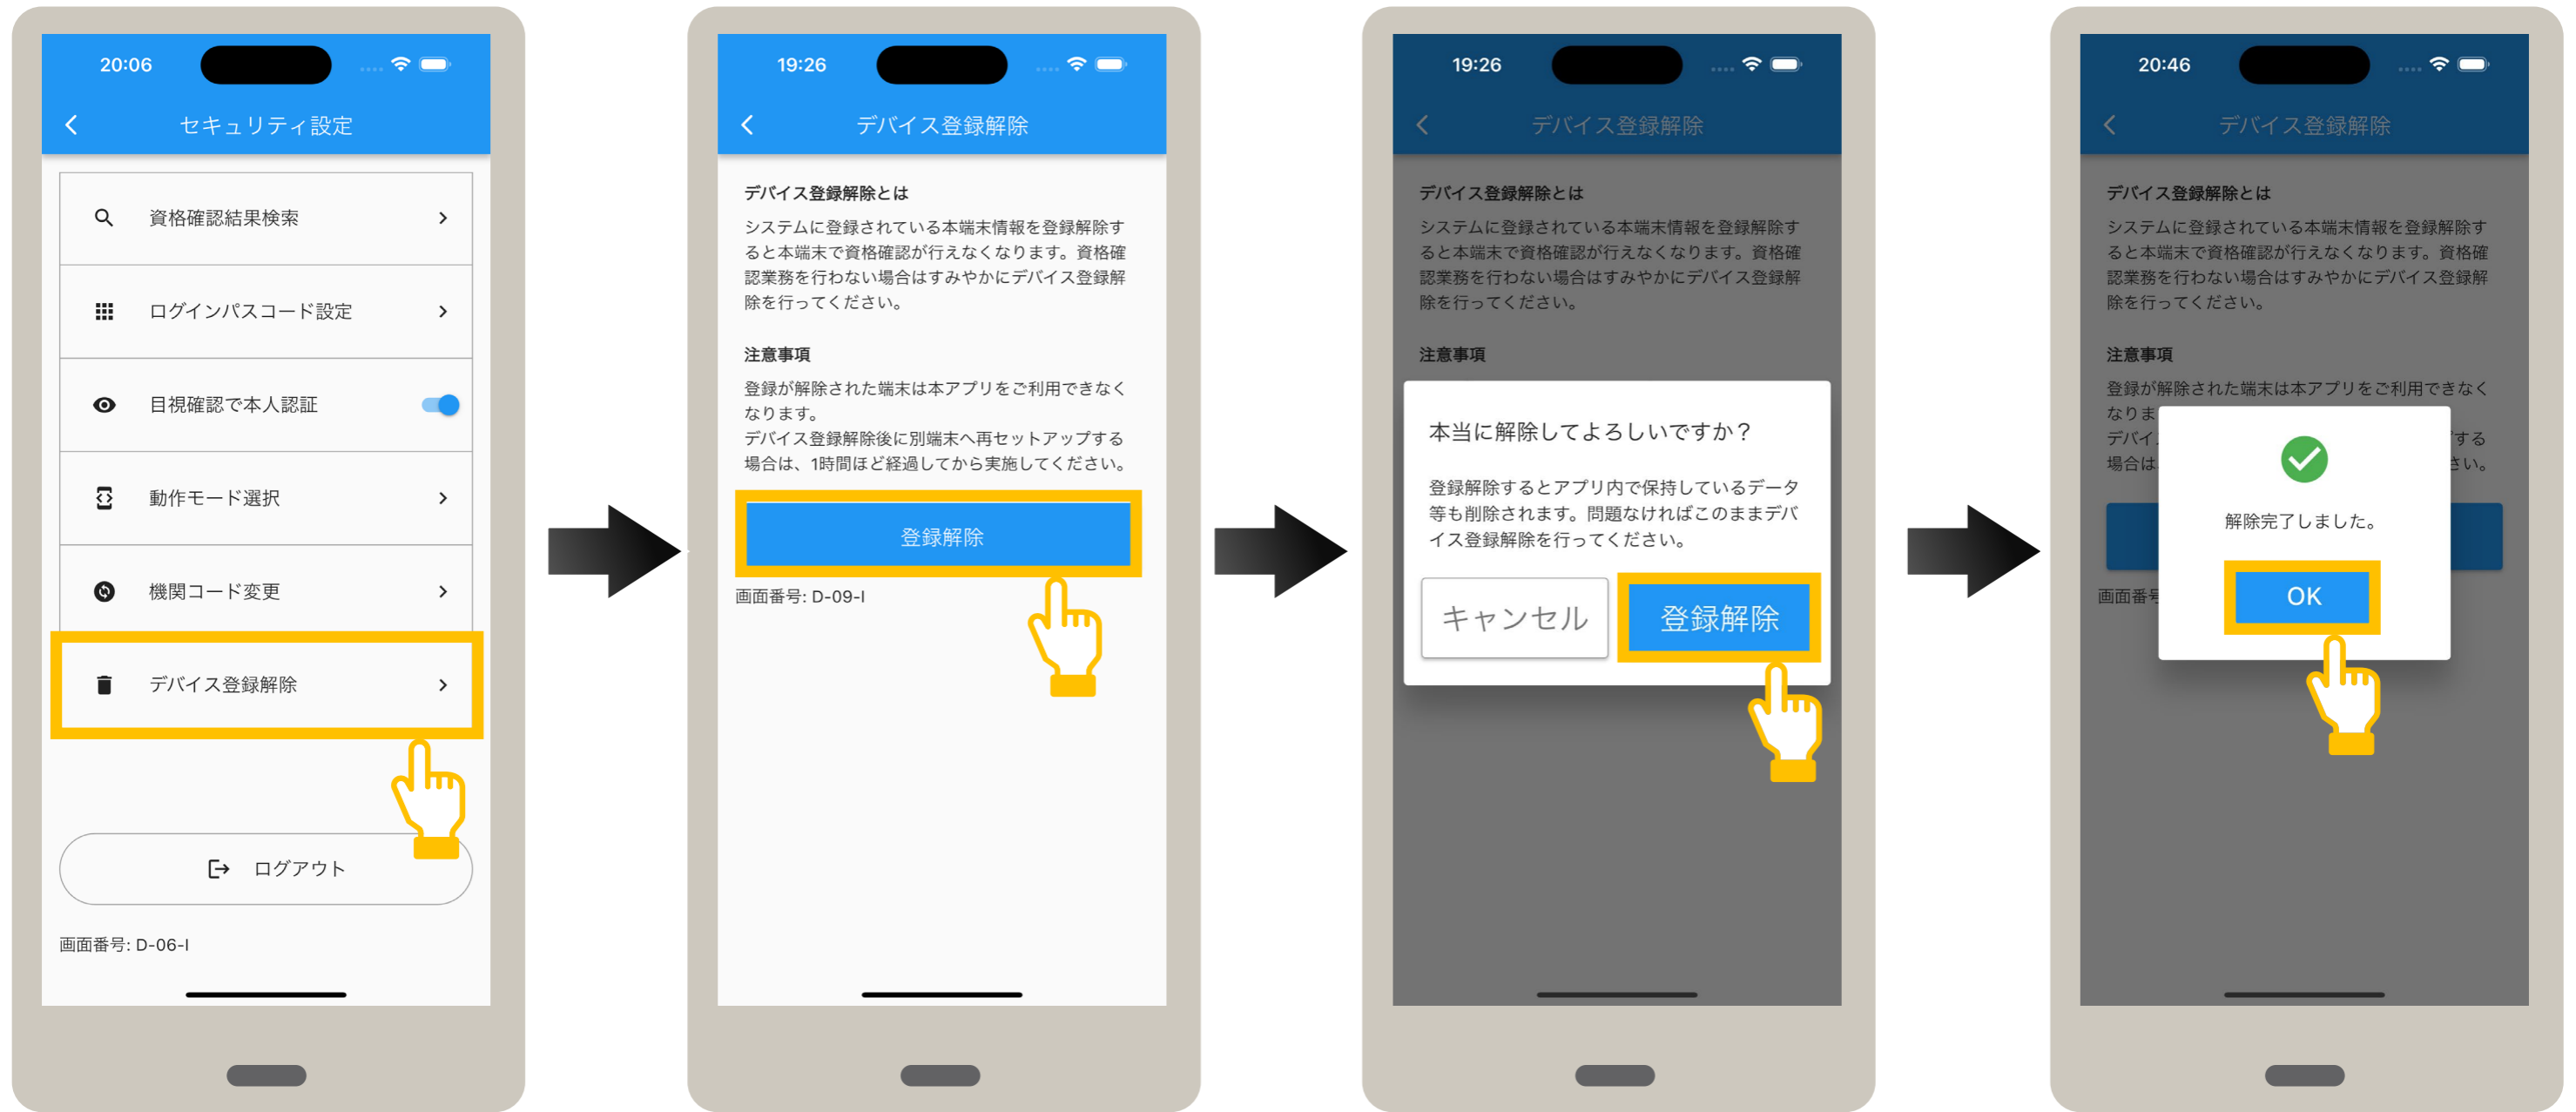 20:06
セキュリティ設定
資格確認結果検索
ログインパスコード設定
目視確認で本人認証
動作モード選択
機関コード変更
デバイス登録解除
ログアウト
画面番号: D-06-I
19:26
デバイス登録解除
デバイス登録解除とは
システムに登録されている本端末情報を登録解除す
ると本端末で資格確認が行えなくなります。資格確
認業務を行わない場合はすみやかにデバイス登録解
除を行ってください。
注意事項
登録が解除された端末は本アプリをご利用できなく
なります。
デバイス登録解除後に別端末へ再セットアップする
場合は、1時間ほど経過してから実施してください。
登録解除
画面番号: D-09-I
19:26
デバイス登録解除
デバイス登録解除とは
システムに登録されている本端末情報を登録解除す
ると本端末で資格確認が行えなくなります。資格確
認業務を行わない場合はすみやかにデバイス登録解
除を行ってください。
注意事項
本当に解除してよろしいですか？
登録解除するとアプリ内で保持しているデータ
等も削除されます。問題なければこのままデバ
イス登録解除を行ってください。
キャンセル
登録解除
20:46
デバイス登録解除
デバイス登録解除とは
システムに登録されている本端末情報を登録解除す
ると本端末で資格確認が行えなくなります。資格確
認業務を行わない場合はすみやかにデバイス登録解
除を行ってください。
注意事項
登録が解除された端末は本アプリをご利用できなく
なりま
デバイ する
場合は さい。
解除完了しました。
OK
画面番号